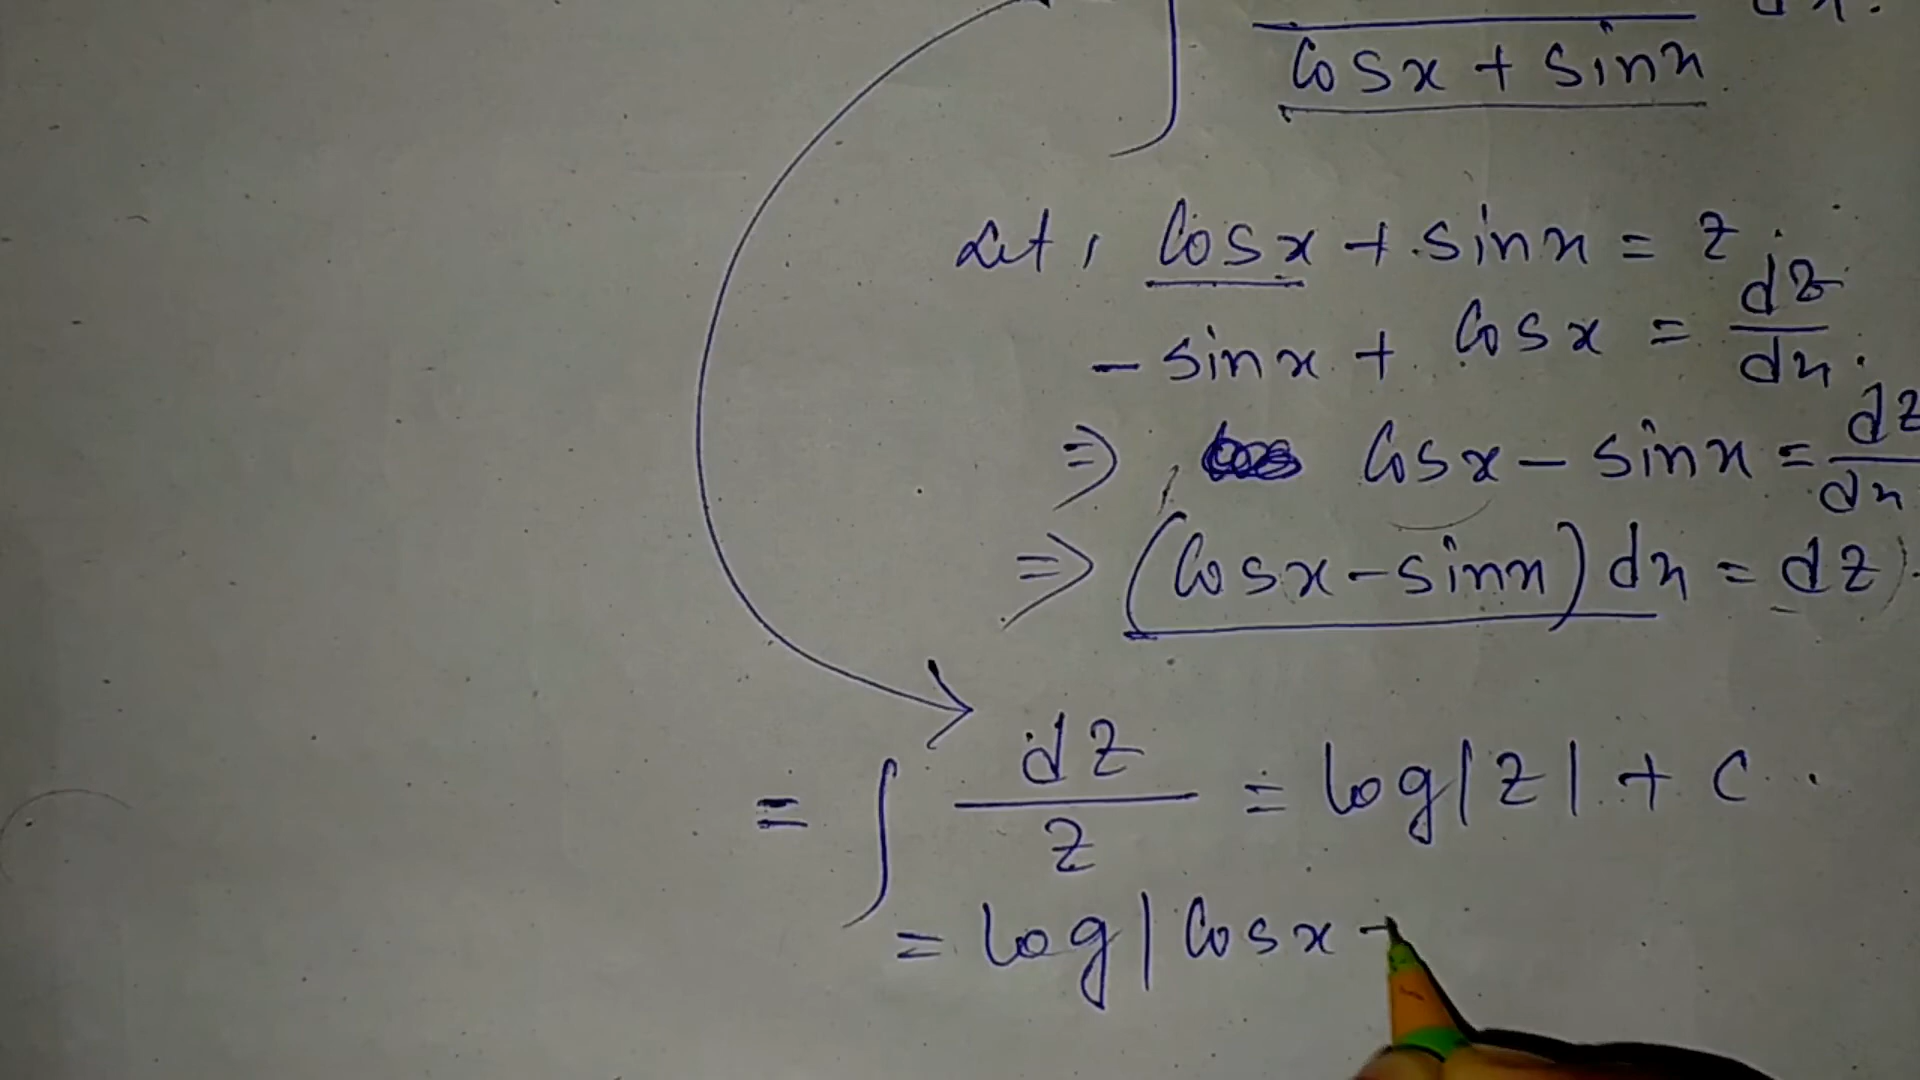 dx.
cosx + sinx
Let, cosx + sinx = z
- sinx + cosx = dz/dx.
⇒ cosx - sinx = dz/dx
⇒ (cosx - sinx) dx = dz
= ∫ dz/z = log|z| + c.
= log|cosx -